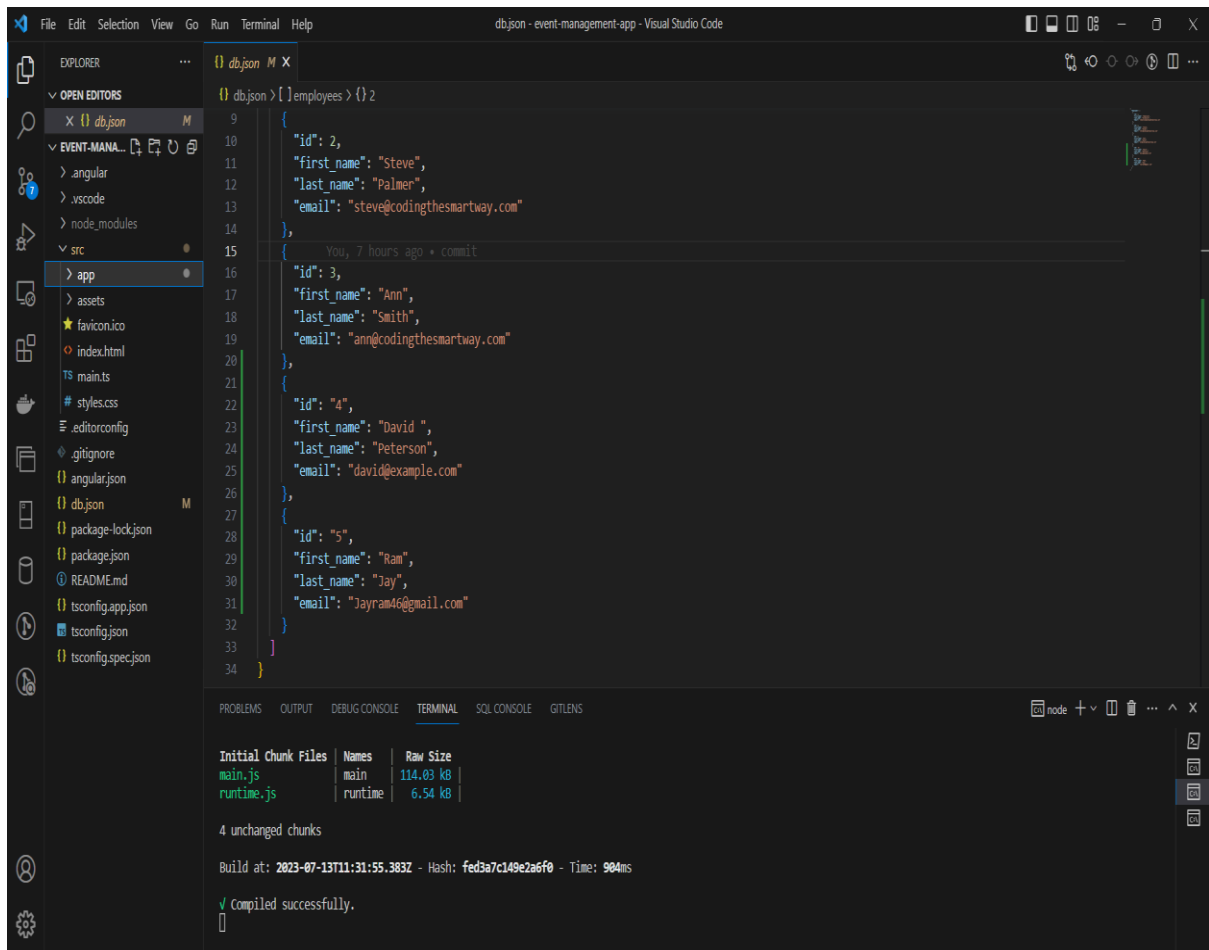 File Edit Selection View Go Run Terminal Help db.json - event-management-app - Visual Studio Code
EXPLORER
OPEN EDITORS
db.json M
EVENT-MANA...
.angular
.vscode
node_modules
src
app
assets
favicon.ico
index.html
TS main.ts
# styles.css
.editorconfig
.gitignore
{} angular.json
{} db.json M
{} package-lock.json
{} package.json
README.md
{} tsconfig.app.json
tsconfig.json
{} tsconfig.spec.json
7
{} db.json M X
{} db.json > [ ] employees > {} 2
9 {
10 "id": 2,
11 "first_name": "Steve",
12 "last_name": "Palmer",
13 "email": "steve@codingthesmartway.com"
14 },
15 { You, 7 hours ago • commit
16 "id": 3,
17 "first_name": "Ann",
18 "last_name": "Smith",
19 "email": "ann@codingthesmartway.com"
20 },
21 {
22 "id": "4",
23 "first_name": "David ",
24 "last_name": "Peterson",
25 "email": "david@example.com"
26 },
27 {
28 "id": "5",
29 "first_name": "Ram",
30 "last_name": "Jay",
31 "email": "Jayram46@gmail.com"
32 }
33 ]
34 }
PROBLEMS OUTPUT DEBUG CONSOLE TERMINAL SQL CONSOLE GITLENS node
Initial Chunk Files | Names | Raw Size
main.js | main | 114.03 kB |
runtime.js | runtime | 6.54 kB |
4 unchanged chunks
Build at: 2023-07-13T11:31:55.383Z - Hash: fed3a7c149e2a6f0 - Time: 904ms
√ Compiled successfully.